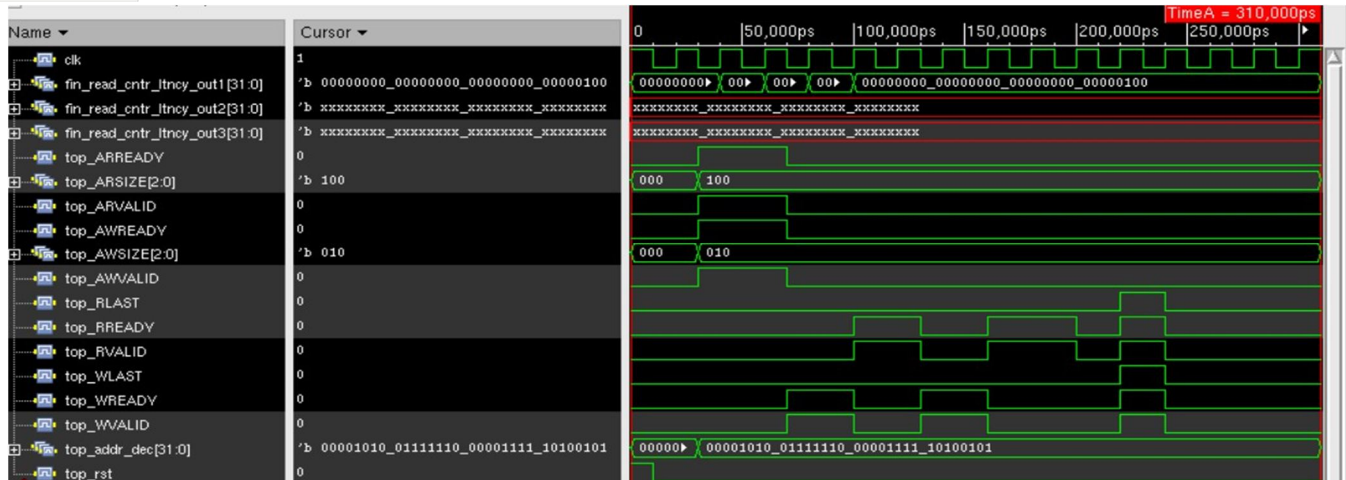 TimeA = 310,000ps
Name Cursor 0 50,000ps 100,000ps 150,000ps 200,000ps 250,000ps
clk 1
fin_read_cntr_ltncy_out1[31:0] 'b 00000000_00000000_00000000_00000100 00000000 00 00 00 00000000_00000000_00000000_00000100
fin_read_cntr_ltncy_out2[31:0] 'b xxxxxxxx_xxxxxxxx_xxxxxxxx_xxxxxxxx xxxxxxxx_xxxxxxxx_xxxxxxxx_xxxxxxxx
fin_read_cntr_ltncy_out3[31:0] 'b xxxxxxxx_xxxxxxxx_xxxxxxxx_xxxxxxxx xxxxxxxx_xxxxxxxx_xxxxxxxx_xxxxxxxx
top_ARREADY 0
top_ARSIZE[2:0] 'b 100 000 100
top_ARVALID 0
top_AWREADY 0
top_AWSIZE[2:0] 'b 010 000 010
top_AWVALID 0
top_RLAST 0
top_RREADY 0
top_RVALID 0
top_WLAST 0
top_WREADY 0
top_WVALID 0
top_addr_dec[31:0] 'b 00001010_01111110_00001111_10100101 00000 00001010_01111110_00001111_10100101
top_rst 0